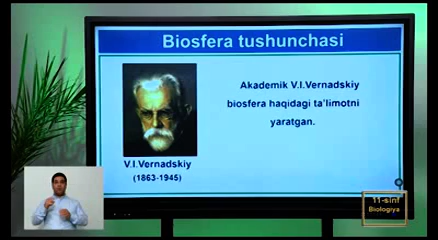 Biosfera tushunchasi
Akademik V.I.Vernadskiy
biosfera haqidagi ta'limotni
yaratgan.
V.I.Vernadskiy
(1863-1945)
11-sinf
Biologiya